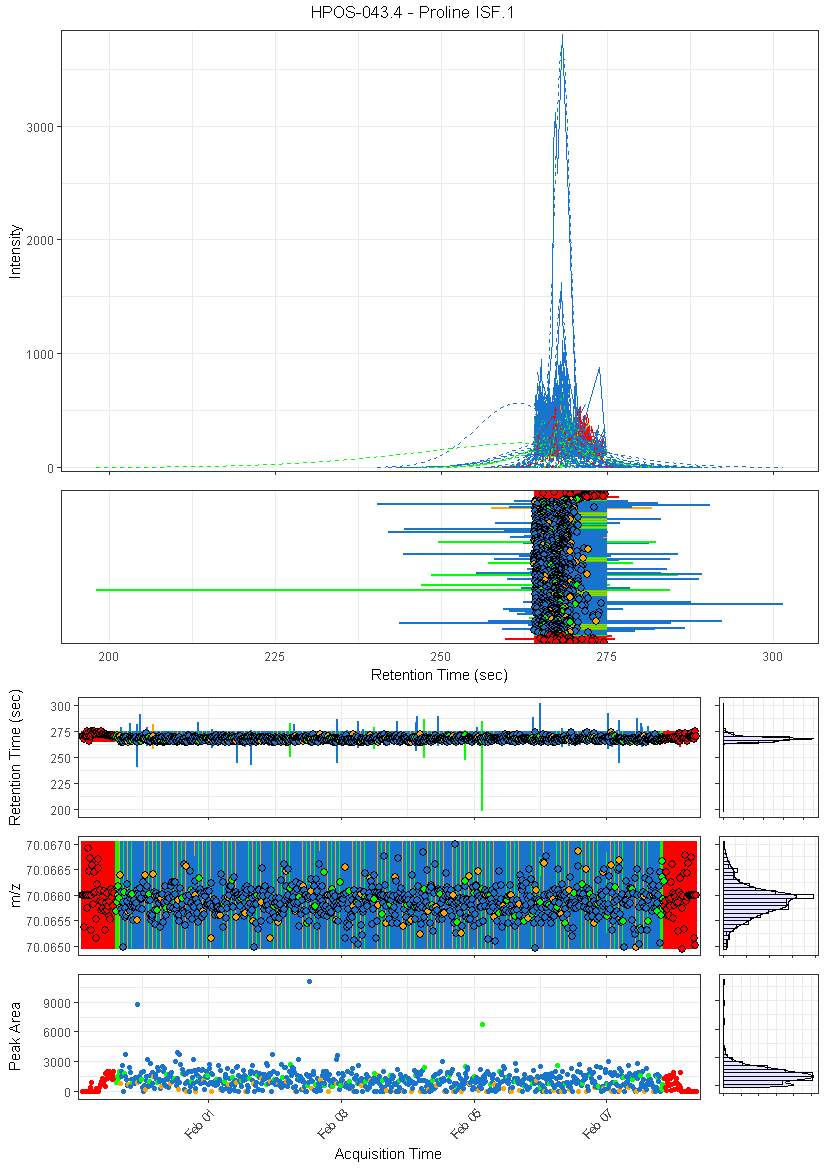 HPOS-043.4 - Proline ISF.1
3000
2000
1000
0
Intensity
200
225
250
275
300
Retention Time (sec)
300
275
250
225
200
Retention Time (sec)
70.0670
70.0665
70.0660
70.0655
70.0650
m/z
9000
6000
3000
0
Peak Area
Feb 01
Feb 03
Feb 05
Feb 07
Acquisition Time